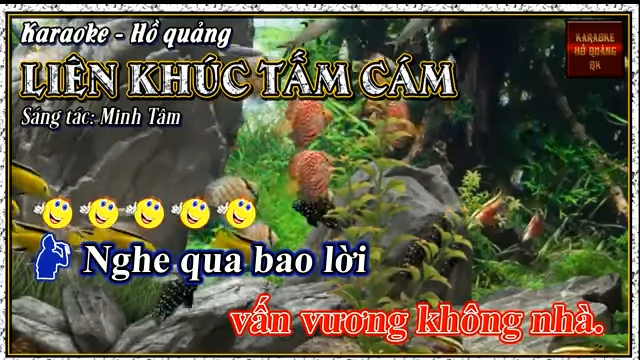 Karaoke - Hồ quảng
KARAOKE
HỒ QUẢNG
QK
LIÊN KHÚC TẤM CÁM
Sáng tác: Minh Tâm
Nghe qua bao lời
vấn vương không nhà.